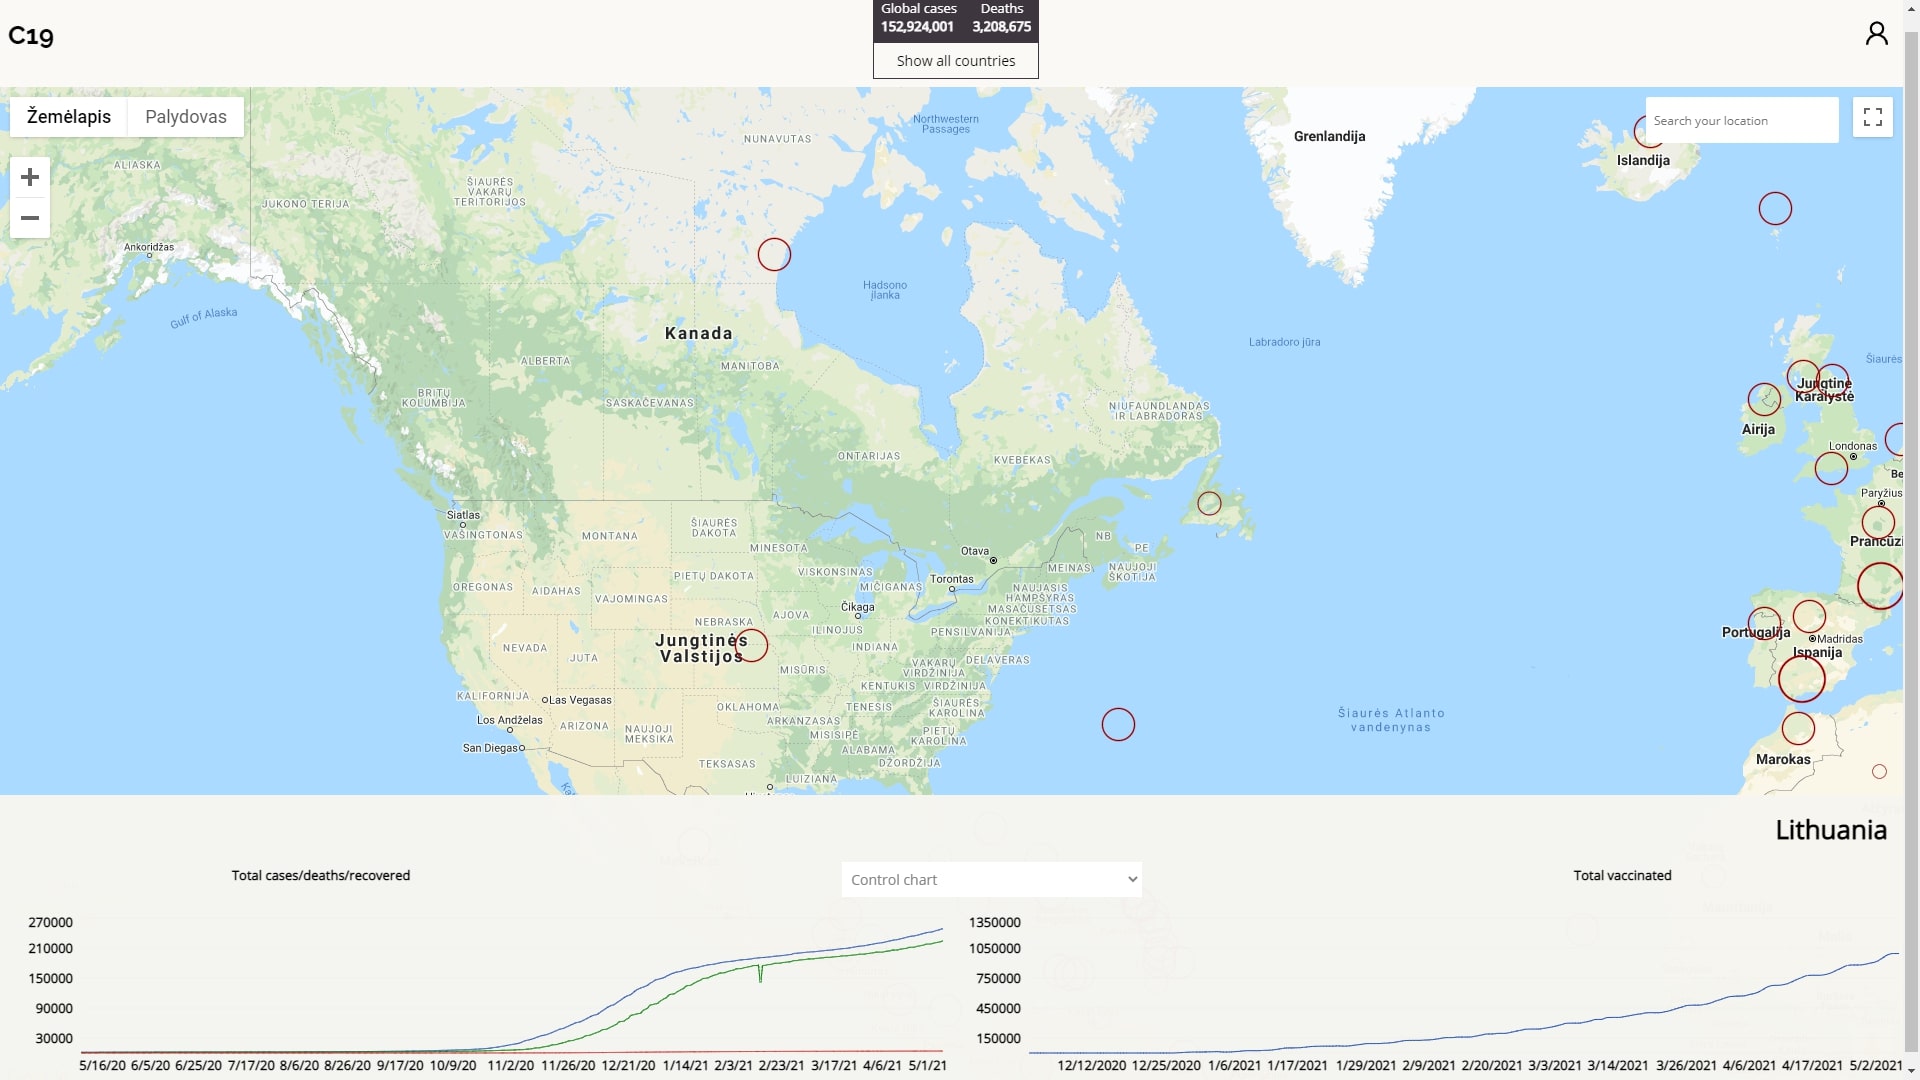 C19
Global cases
Deaths
152,924,001
3,208,675
Show all countries
Žemėlapis
Palydovas
Search your location
Grenlandija
Islandija
Northwestern
Passages
NUNAVUTAS
ALIASKA
ŠIAURĖS
VAKARŲ
TERITORIJOS
JUKONO TERIJA
Ankoridžas
Gulf of Alaska
Hadsono
įlanka
Kanada
Labradoro jūra
ALBERTA
MANITOBA
BRITŲ
KOLUMBIJA
SASKAČEVANAS
NIUFAUNDLANDAS
IR LABRADORAS
ONTARIJAS
KVEBEKAS
Šiaurės
Jungtinė
Karalystė
Airija
Londonas
Be
Paryžius
Prancūzi
Siatlas
VAŠINGTONAS
MONTANA
ŠIAURĖS
DAKOTA
MINESOTA
Otava
NB
PE
NAUJOJI
ŠKOTIJA
MEINAS
OREGONAS
AIDAHAS
PIETŲ DAKOTA
VISKONSINAS
MIČIGANAS
Torontas
NAUJASIS
HAMPŠYRAS
MASAČUSETSAS
KONEKTIKUTAS
VAJOMINGAS
Čikaga
AJOVA
NEBRASKA
ILINOJUS
PENSILVANIJA
Jungtinės
Valstijos
NEVADA
JUTA
INDIANA
MISŪRIS
VAKARŲ
VIRDŽINIJA
DELAVERAS
KENTUKIS
VIRDŽINIJA
KALIFORNIJA
Las Vegasas
OKLAHOMA
TENESIS
ŠIAURĖS
KAROLINA
Los Andželas
ARIZONA
NAUJOJI
MEKSIKA
ARKANZASAS
MISISIPĖ
PIETŲ
KAROLINA
San Diegas
ALABAMA
TEKSASAS
DŽORDŽIJA
LUIZIANA
Šiaurės Atlanto
vandenynas
Portugalija
Madridas
Ispanija
Marokas
Lithuania
Total cases/deaths/recovered
Control chart
Total vaccinated
270000
210000
150000
90000
30000
5/16/20 6/5/20 6/25/20 7/17/20 8/6/20 8/26/20 9/17/20 10/9/20 11/2/20 11/26/20 12/21/20 1/14/21 2/3/21 2/23/21 3/17/21 4/6/21 5/1/21
1350000
1050000
750000
450000
150000
12/12/2020 12/25/2020 1/6/2021 1/17/2021 1/29/2021 2/9/2021 2/20/2021 3/3/2021 3/14/2021 3/26/2021 4/6/2021 4/17/2021 5/2/2021